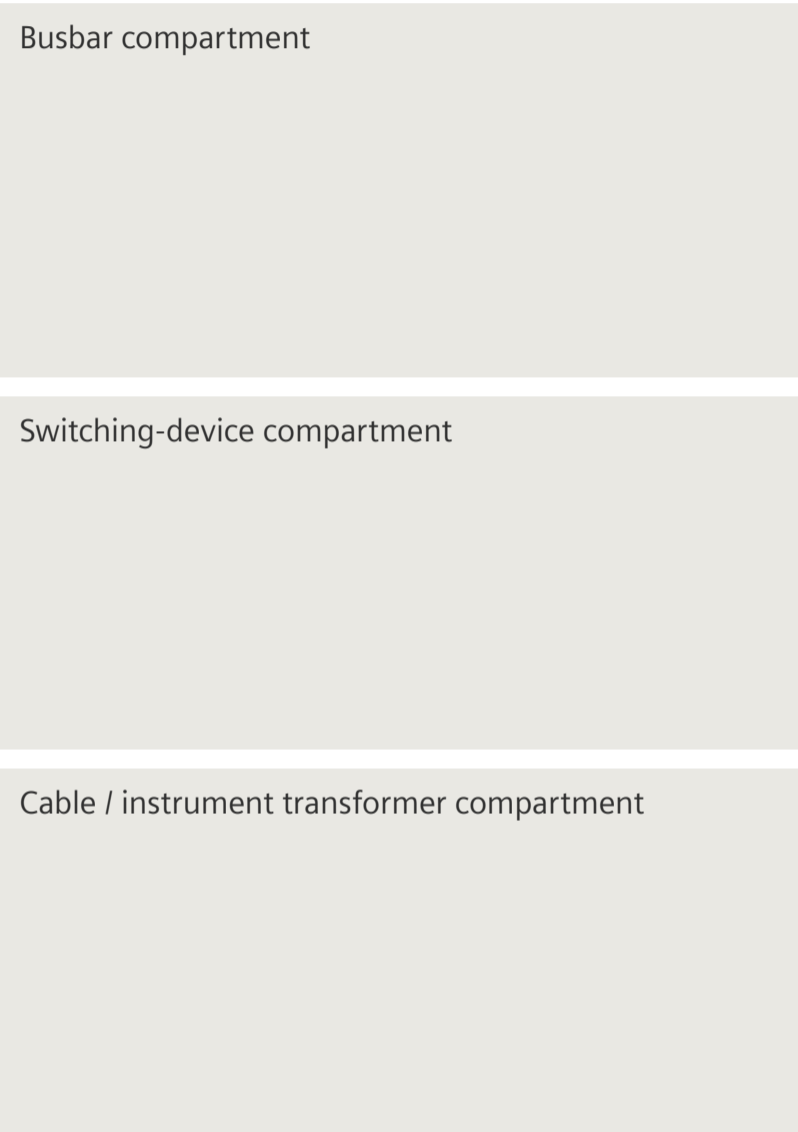 Busbar compartment
Switching-device compartment
Cable / instrument transformer compartment